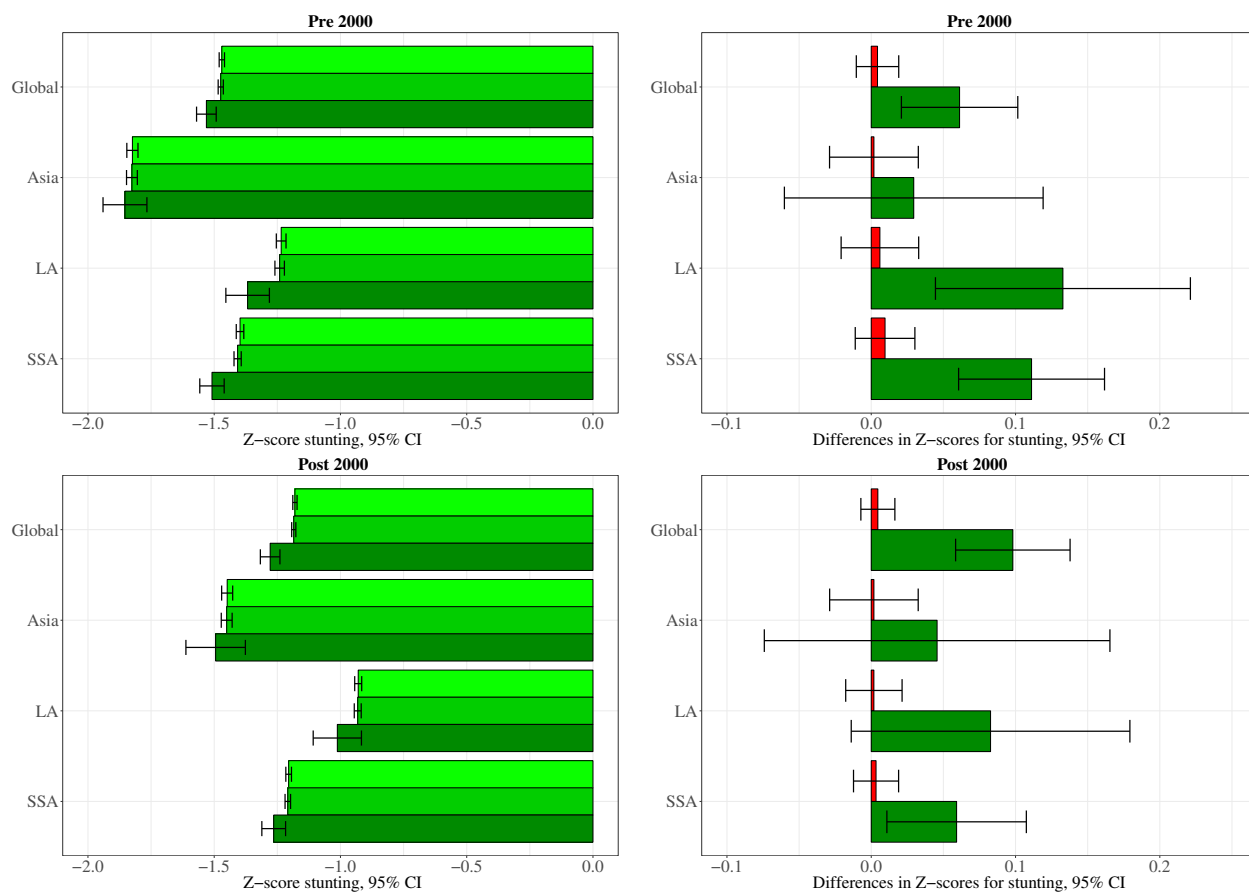 Pre 2000
Global
Asia
LA
SSA
−2.0 −1.5 −1.0 −0.5 0.0
Z−score stunting, 95% CI
Pre 2000
Global
Asia
LA
SSA
−0.1 0.0 0.1 0.2
Differences in Z−scores for stunting, 95% CI
Post 2000
Global
Asia
LA
SSA
−2.0 −1.5 −1.0 −0.5 0.0
Z−score stunting, 95% CI
Post 2000
Global
Asia
LA
SSA
−0.1 0.0 0.1 0.2
Differences in Z−scores for stunting, 95% CI